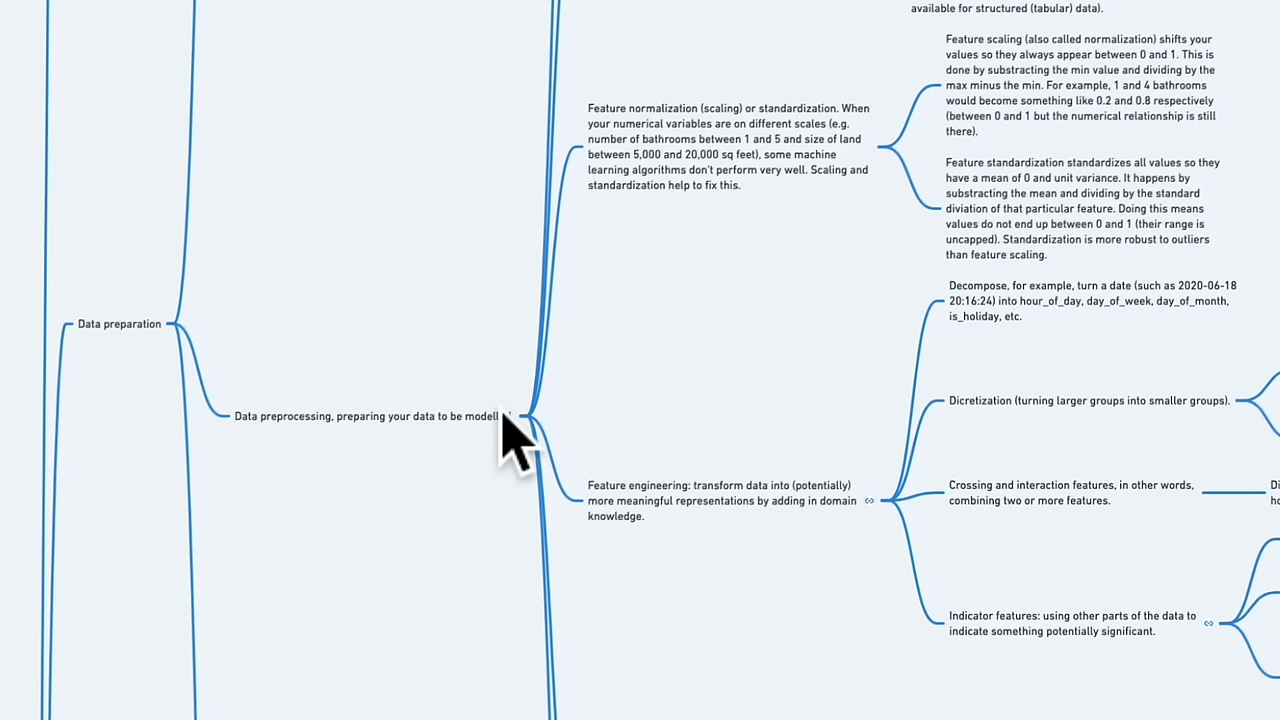 available for structured (tabular) data).
Feature scaling (also called normalization) shifts your
values so they always appear between 0 and 1. This is
done by substracting the min value and dividing by the
max minus the min. For example, 1 and 4 bathrooms
would become something like 0.2 and 0.8 respectively
(between 0 and 1 but the numerical relationship is still
there).
Feature normalization (scaling) or standardization. When
your numerical variables are on different scales (e.g.
number of bathrooms between 1 and 5 and size of land
between 5,000 and 20,000 sq feet), some machine
learning algorithms don't perform very well. Scaling and
standardization help to fix this.
Feature standardization standardizes all values so they
have a mean of 0 and unit variance. It happens by
substracting the mean and dividing by the standard
diviation of that particular feature. Doing this means
values do not end up between 0 and 1 (their range is
uncapped). Standardization is more robust to outliers
than feature scaling.
Data preparation
Data preprocessing, preparing your data to be modell
Decompose, for example, turn a date (such as 2020-06-18
20:16:24) into hour_of_day, day_of_week, day_of_month,
is_holiday, etc.
Dicretization (turning larger groups into smaller groups).
Feature engineering: transform data into (potentially)
more meaningful representations by adding in domain
knowledge.
Crossing and interaction features, in other words,
combining two or more features.
Di
ho
Indicator features: using other parts of the data to
indicate something potentially significant.